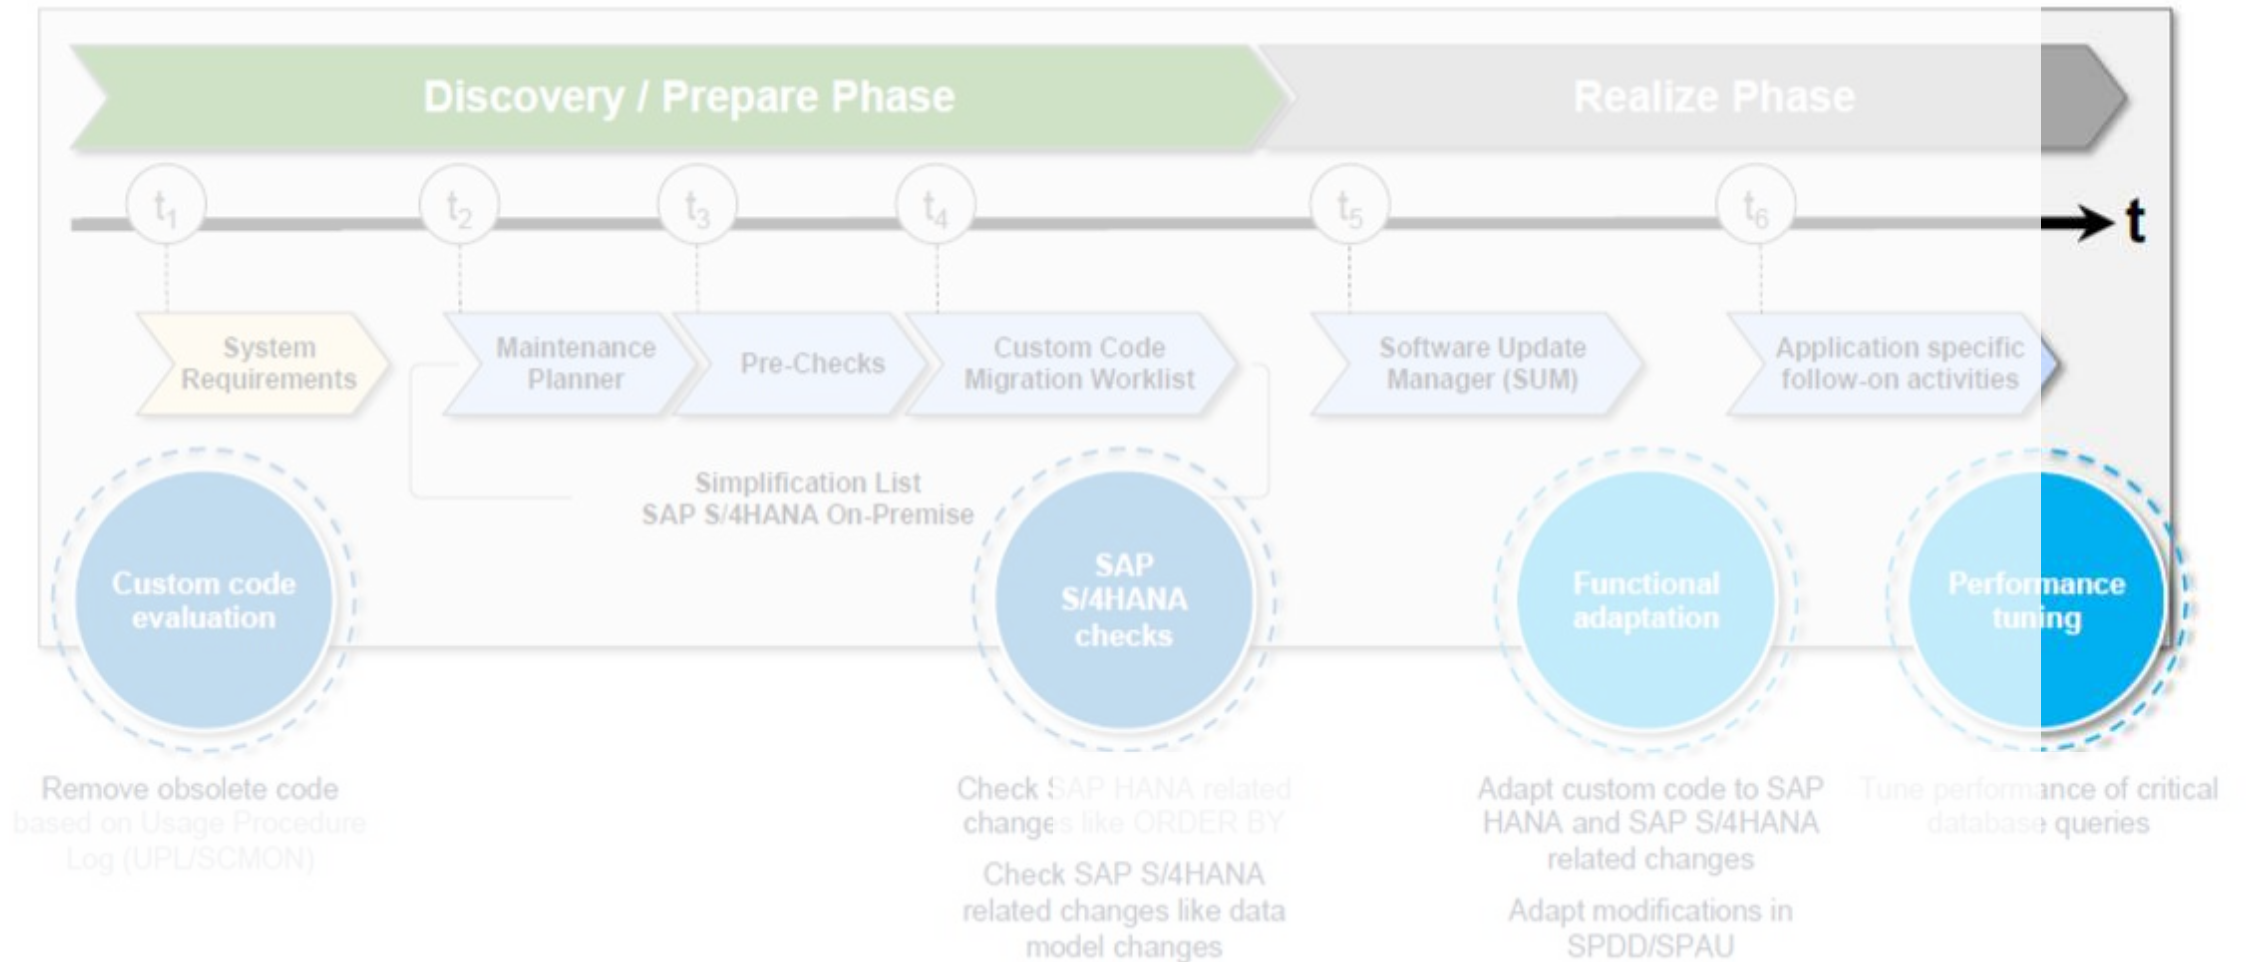 Discovery / Prepare Phase
Realize Phase
t1
t2
t3
t4
t5
t6
t
System
Requirements
Maintenance
Planner
Pre-Checks
Custom Code
Migration Worklist
Software Update
Manager (SUM)
Application specific
follow-on activities
Simplification List
SAP S/4HANA On-Premise
Custom code
evaluation
SAP
S/4HANA
checks
Functional
adaptation
Performance
tuning
Remove obsolete code
based on Usage Procedure
Log (UPL/SCMON)
Check SAP HANA related
changes like ORDER BY
Check SAP S/4HANA
related changes like data
model changes
Adapt custom code to SAP
HANA and SAP S/4HANA
related changes
Adapt modifications in
SPDD/SPAU
Tune performance of critical
database queries